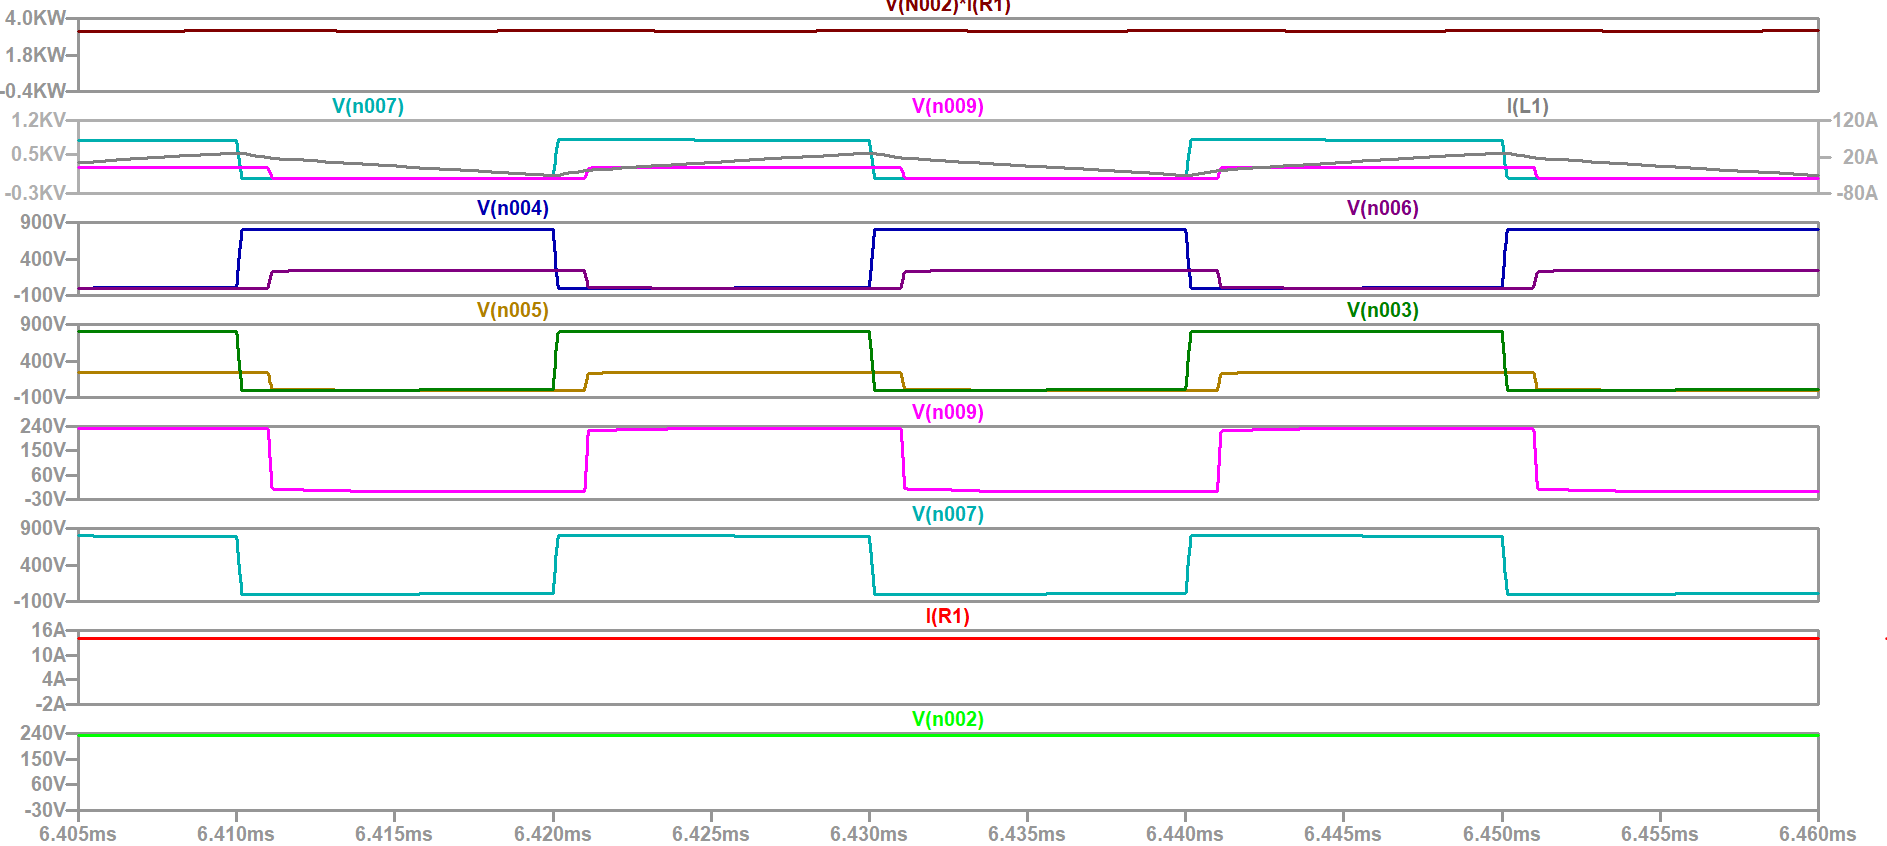 V(N002)*I(R1)
4.0KW
1.8KW
-0.4KW
V(n007) V(n009) I(L1)
1.2KV 120A
0.5KV 20A
-0.3KV -80A
V(n004) V(n006)
900V
400V
-100V
V(n005) V(n003)
900V
400V
-100V
V(n009)
240V
150V
60V
-30V
V(n007)
900V
400V
-100V
I(R1)
16A
10A
4A
-2A
V(n002)
240V
150V
60V
-30V
6.405ms 6.410ms 6.415ms 6.420ms 6.425ms 6.430ms 6.435ms 6.440ms 6.445ms 6.450ms 6.455ms 6.460ms